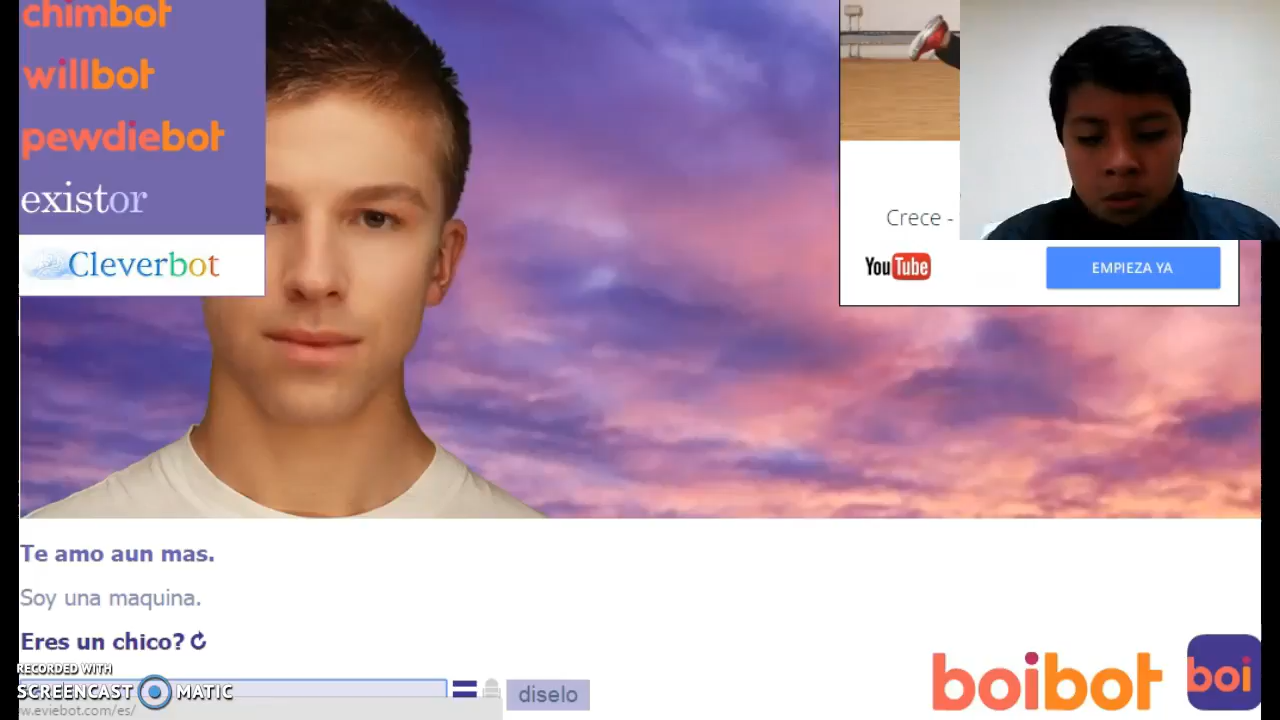 chimbot
willbot
pewdiebot
existor
Cleverbot
Crece -
YouTube
EMPIEZA YA
Te amo aun mas.
Soy una maquina.
Eres un chico?
RECORDED WITH
SCREENCAST MATIC
diselo
w.eviebot.com/es/
boibot
boi